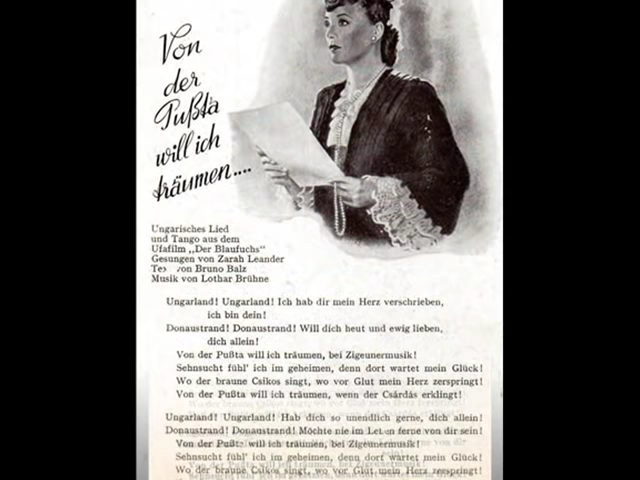 Von
der
Pußta
will ich
träumen....
Ungarisches Lied
und Tango aus dem
Ufafilm „Der Blaufuchs“
Gesungen von Zarah Leander
von Bruno Balz
Musik von Lothar Brühne
Ungarland! Ungarland! Ich hab dir mein Herz verschrieben,
ich bin dein!
Donaustrand! Donaustrand! Will dich heut und ewig lieben,
dich allein!
Von der Pußta will ich träumen, bei Zigeunermusik!
Sehnsucht fühl' ich im geheimen, denn dort wartet mein Glück!
Wo der braune Csikos singt, wo vor Glut mein Herz zerspringt!
Von der Pußta will ich träumen, wenn der Csárdás erklingt!
Ungarland! Ungarland! Hab dich so unendlich gerne, dich allein!
Donaustrand! Donaustrand! Möchte nie im Leben ferne von dir sein!
Von der Pußta will ich träumen, bei Zigeunermusik!
Sehnsucht fühl' ich im geheimen, denn dort wartet mein Glück!
Wo der braune Csikos singt, wo vor Glut mein Herz zerspringt!